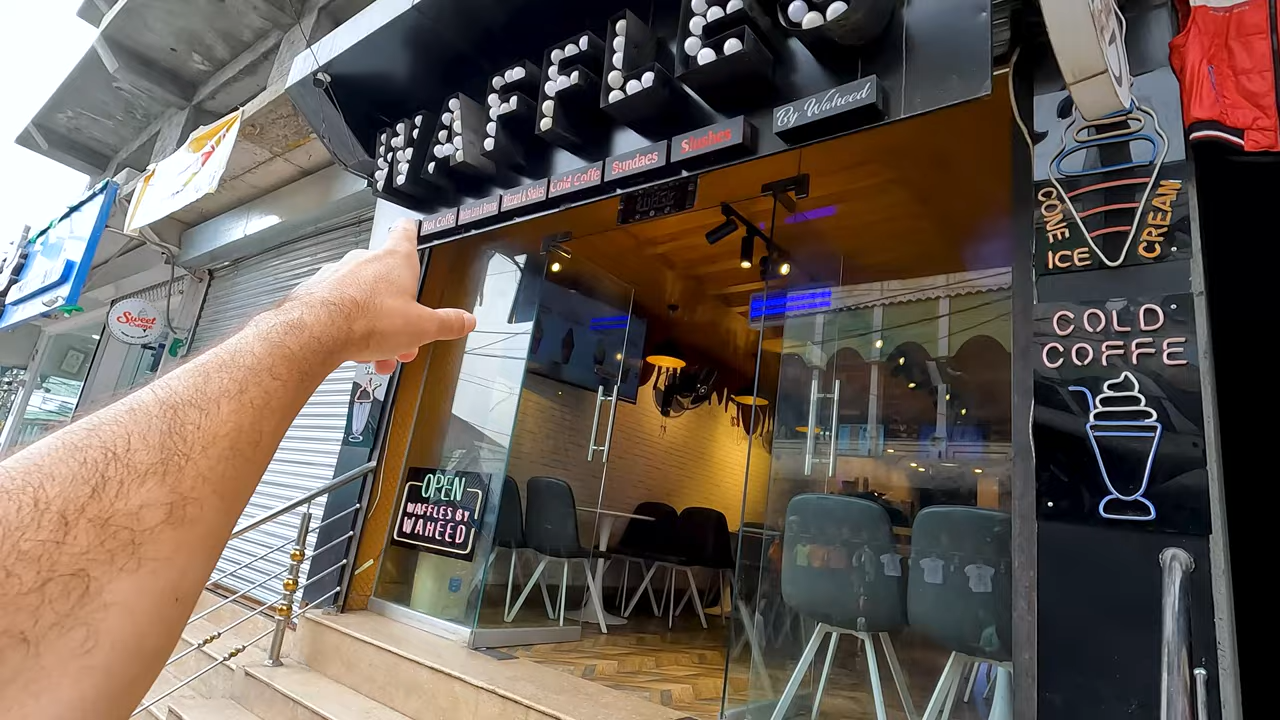 WAFFLES
By Waheed
Hot Coffe
Blizzard & Shakes
Cold Coffe
Sundaes
Slushes
CONE
ICE
CREAM
COLD
COFFE
Sweet
OPEN
WAFFLES BY
WAHEED